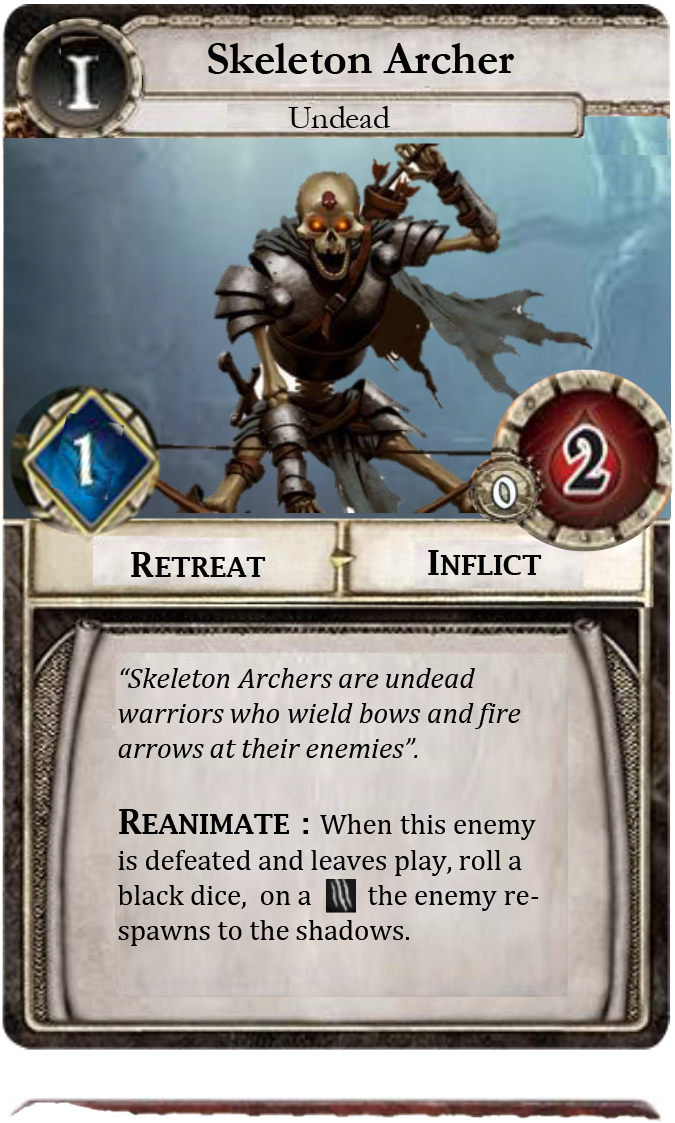 I
Skeleton Archer
Undead
1
0
2
RETREAT
INFLICT
“Skeleton Archers are undead
warriors who wield bows and fire
arrows at their enemies”.
REANIMATE : When this enemy
is defeated and leaves play, roll a
black dice, on a the enemy re-
spawns to the shadows.